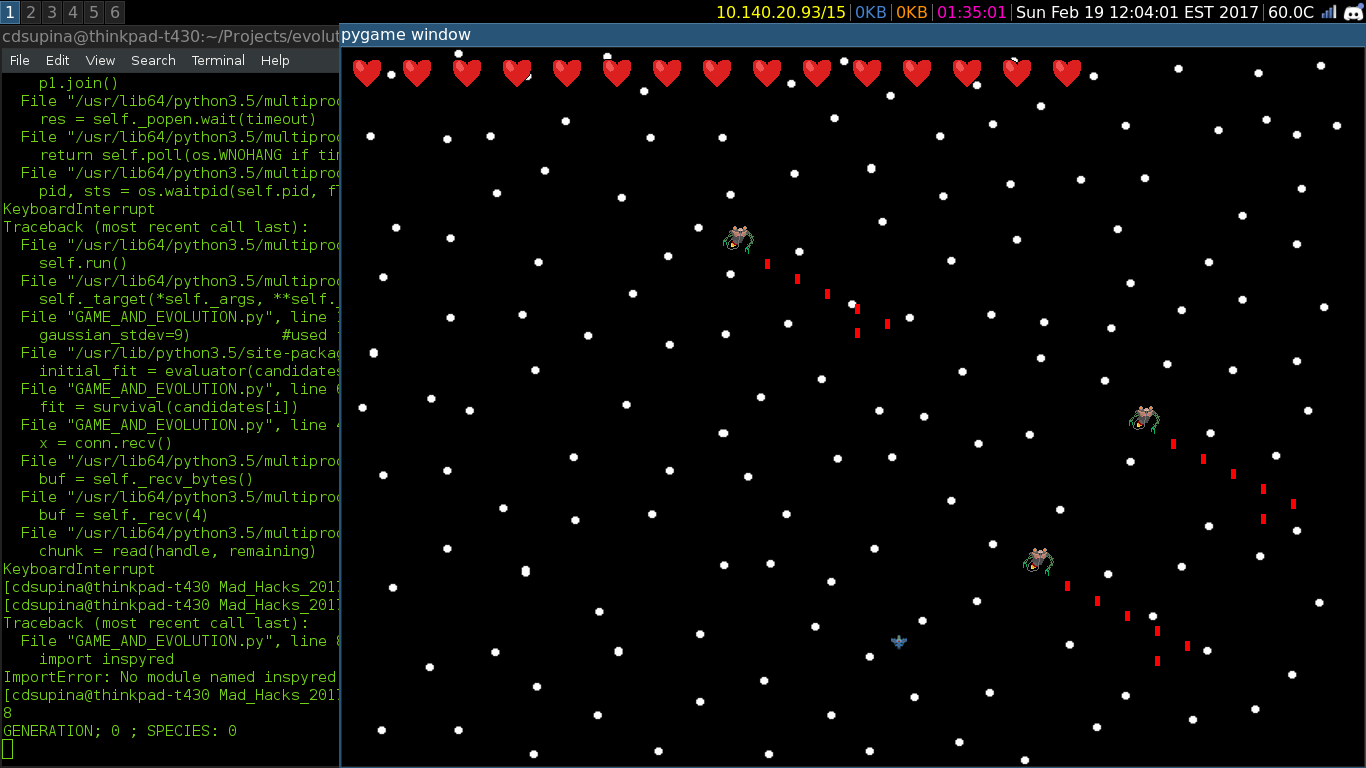 1 2 3 4 5 6
10.140.20.93/15 0KB 0KB 01:35:01 Sun Feb 19 12:04:01 EST 2017 60.0C
cdsupina@thinkpad-t430:~/Projects/evolut
pygame window
File Edit View Search Terminal Help
p1.join()
File "/usr/lib64/python3.5/multiproc
res = self._popen.wait(timeout)
File "/usr/lib64/python3.5/multiproc
return self.poll(os.WNOHANG if tim
File "/usr/lib64/python3.5/multiproc
pid, sts = os.waitpid(self.pid, fl
KeyboardInterrupt
Traceback (most recent call last):
File "/usr/lib64/python3.5/multiproc
self.run()
File "/usr/lib64/python3.5/multiproc
self._target(*self._args, **self._
File "GAME_AND_EVOLUTION.py", line
gaussian_stdev=9) #used
File "/usr/lib/python3.5/site-packag
initial_fit = evaluator(candidates
File "GAME_AND_EVOLUTION.py", line
fit = survival(candidates[i])
File "GAME_AND_EVOLUTION.py", line 4
x = conn.recv()
File "/usr/lib64/python3.5/multiproc
buf = self._recv_bytes()
File "/usr/lib64/python3.5/multiproc
buf = self._recv(4)
File "/usr/lib64/python3.5/multiproc
chunk = read(handle, remaining)
KeyboardInterrupt
[cdsupina@thinkpad-t430 Mad_Hacks_2017
[cdsupina@thinkpad-t430 Mad_Hacks_2017
Traceback (most recent call last):
File "GAME_AND_EVOLUTION.py", line 8
import inspyred
ImportError: No module named inspyred
[cdsupina@thinkpad-t430 Mad_Hacks_2017
8
GENERATION; 0 ; SPECIES: 0